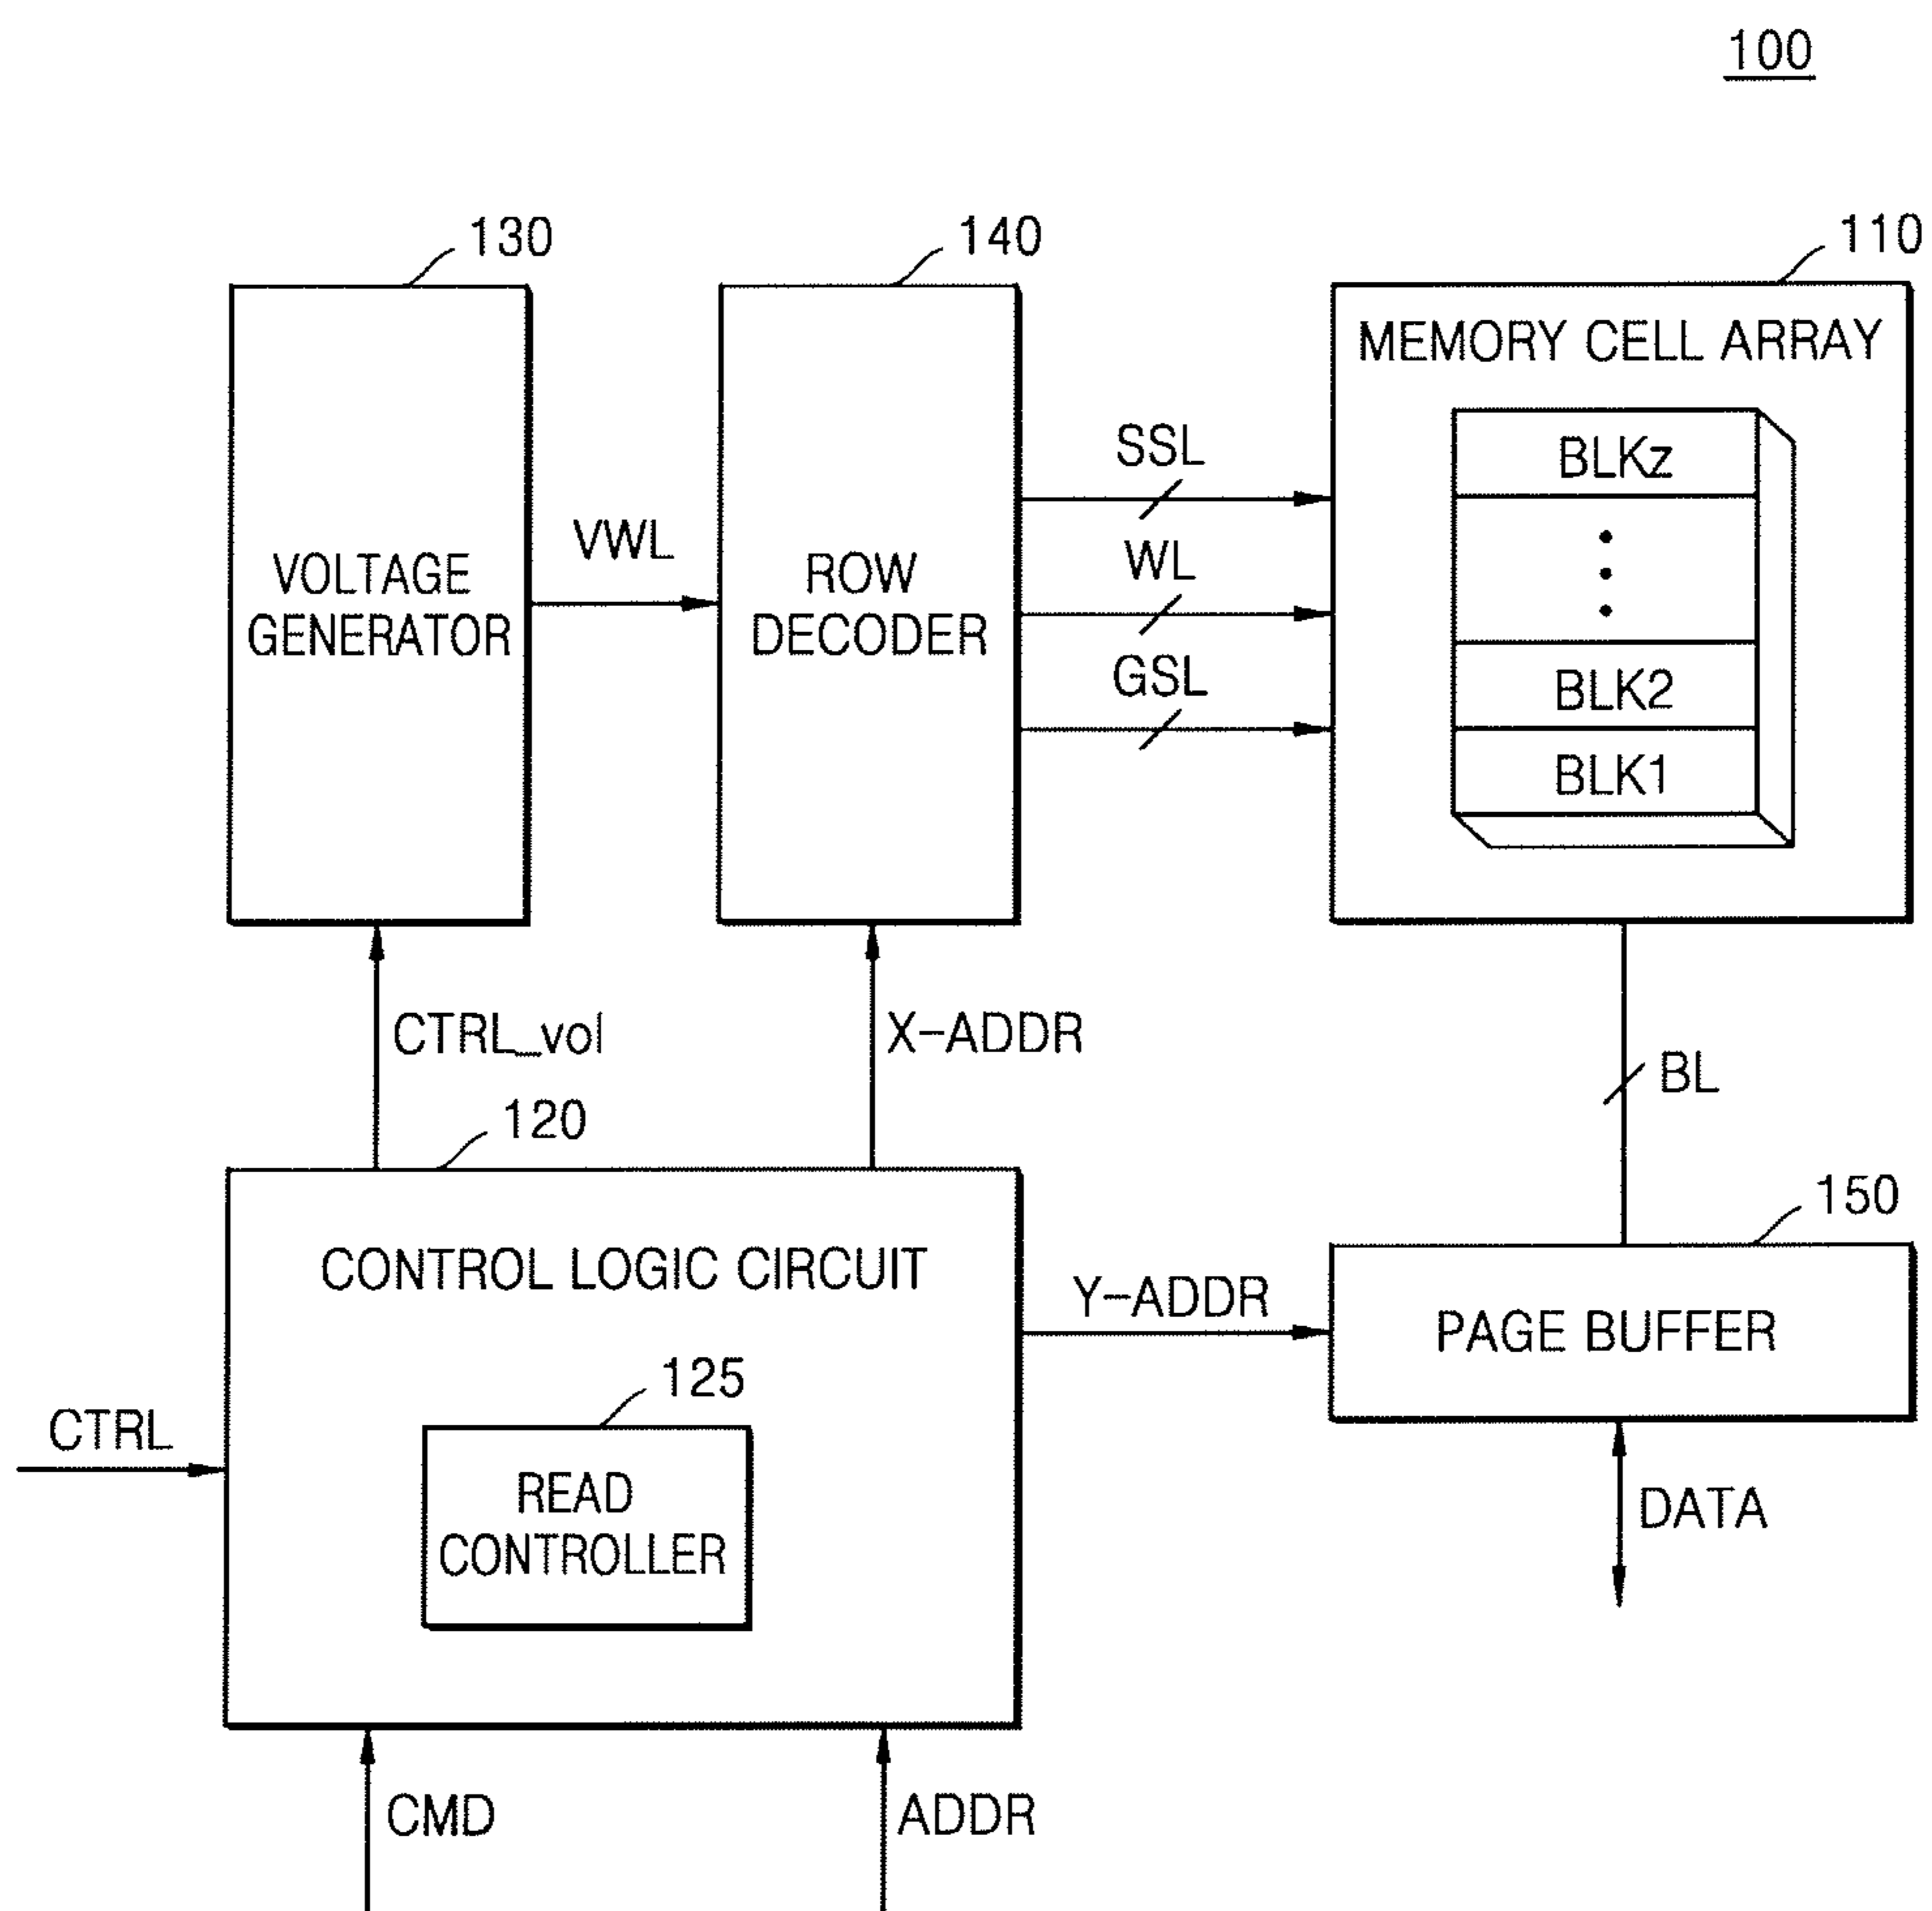 100
130
140
110
VOLTAGE
GENERATOR
VWL
ROW
DECODER
SSL
WL
GSL
MEMORY CELL ARRAY
BLKz
BLK2
BLK1
CTRL_vol
X-ADDR
BL
120
150
CONTROL LOGIC CIRCUIT
Y-ADDR
PAGE BUFFER
125
READ
CONTROLLER
CTRL
DATA
CMD
ADDR